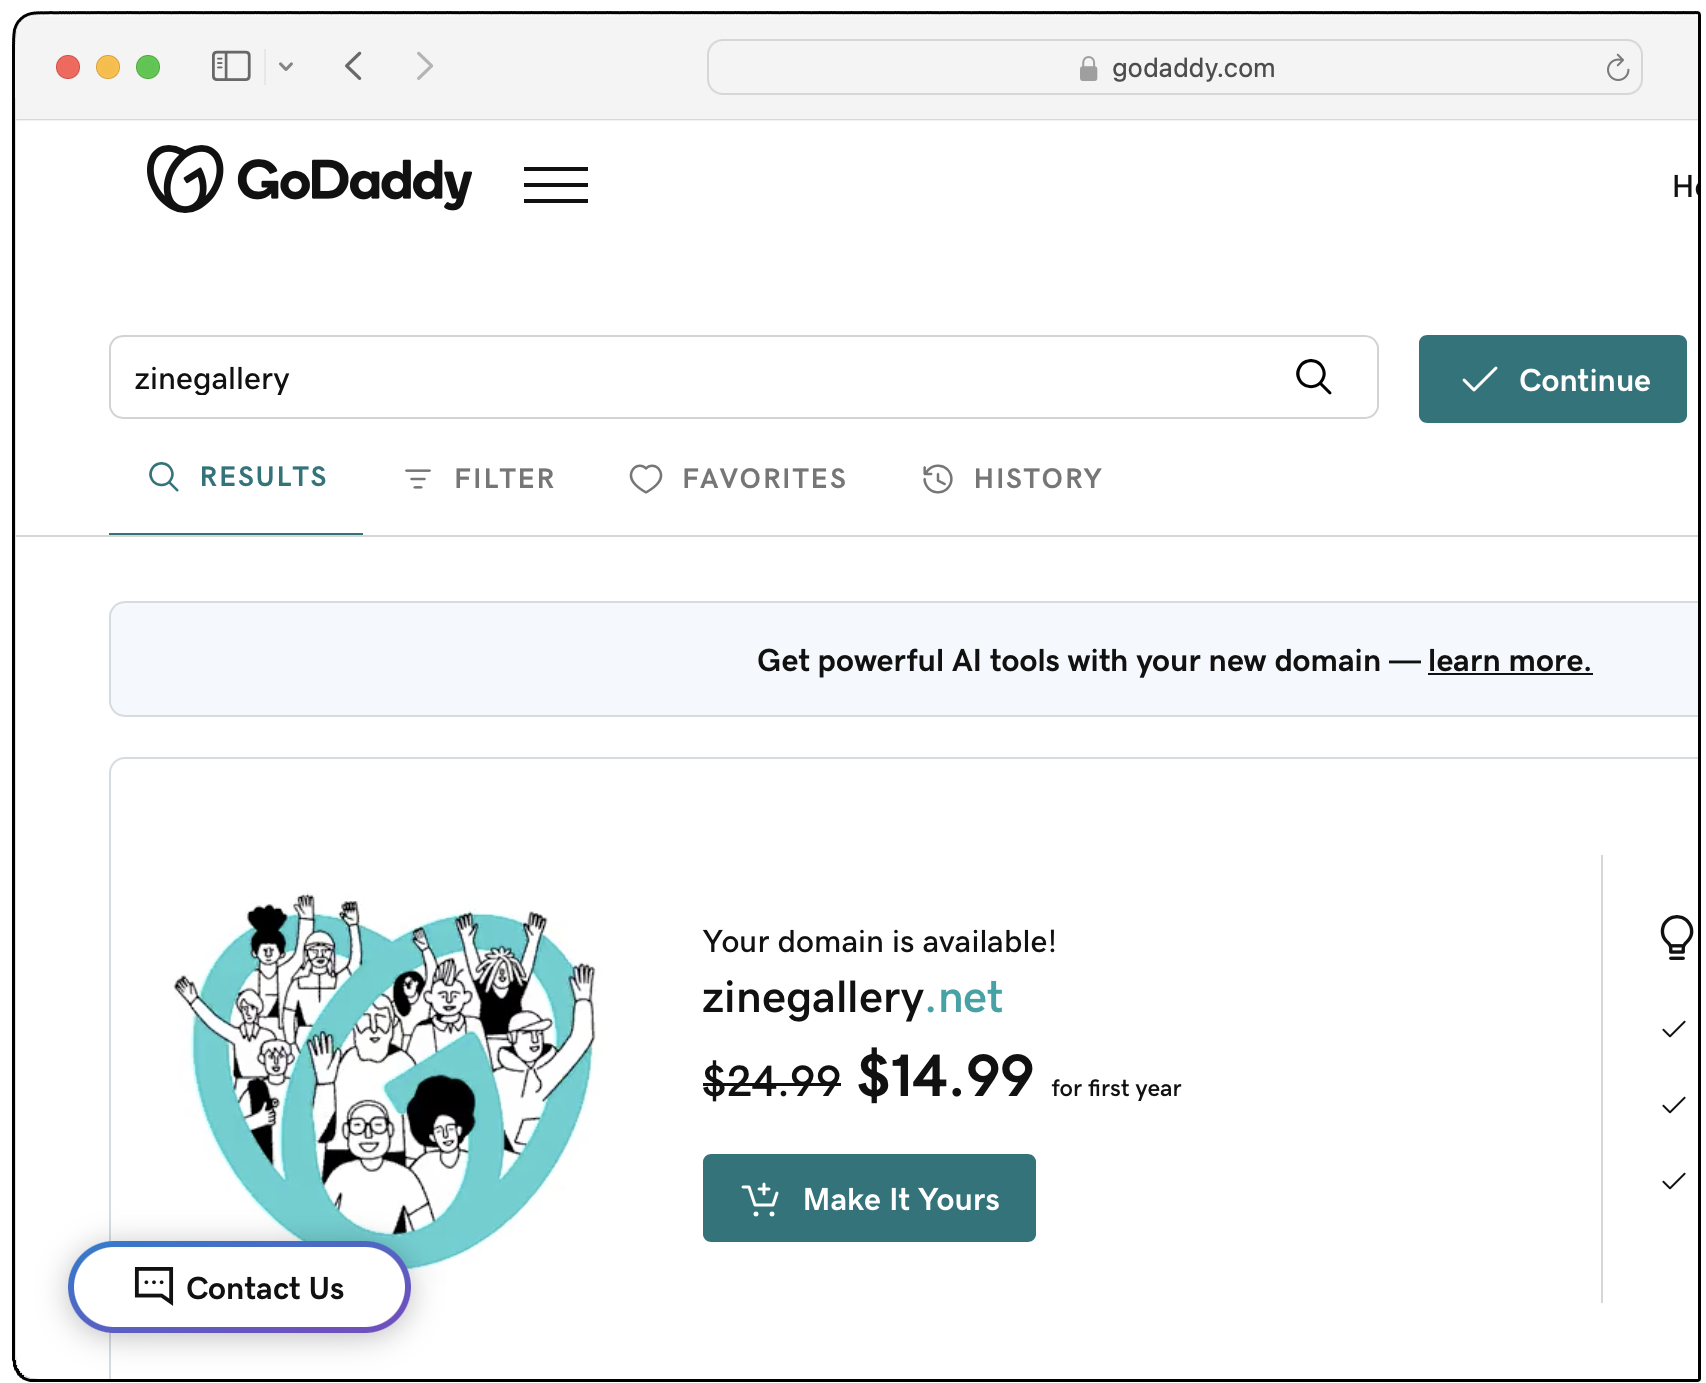 godaddy.com
GoDaddy
zinegallery
Continue
RESULTS FILTER FAVORITES HISTORY
Get powerful AI tools with your new domain — learn more.
Your domain is available!
zinegallery.net
$24.99 $14.99 for first year
Make It Yours
Contact Us